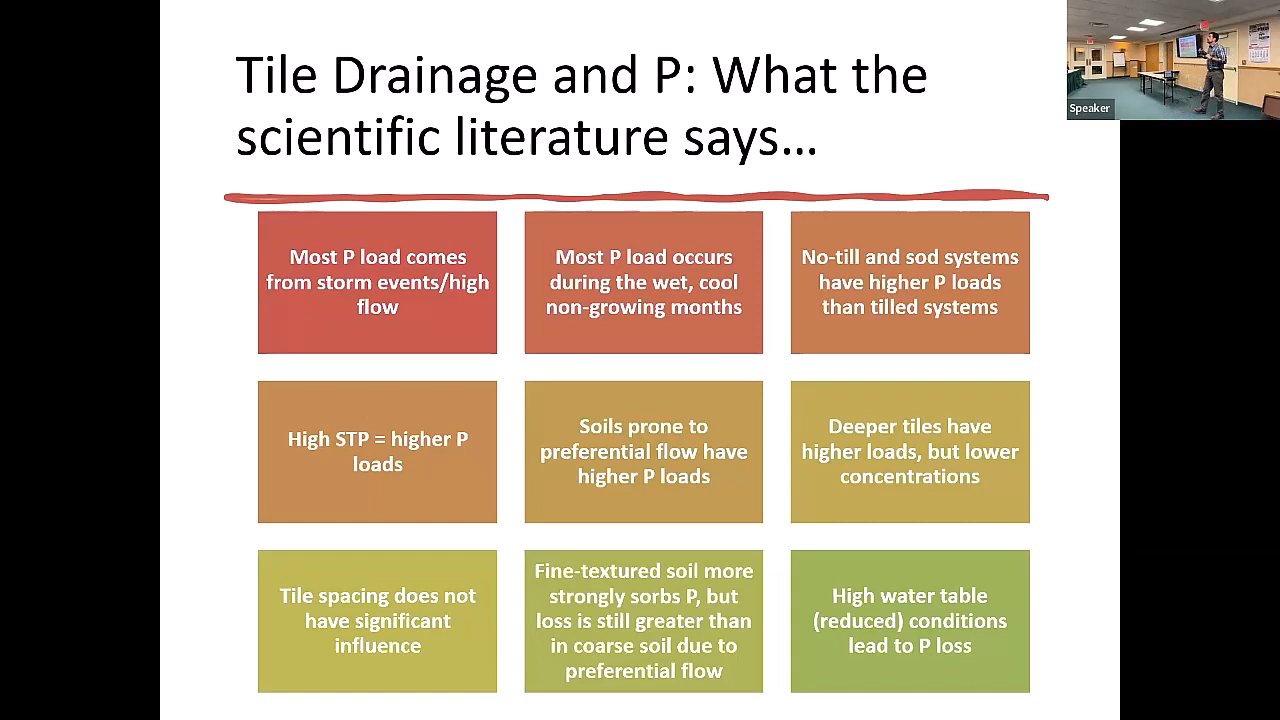 Tile Drainage and P: What the
scientific literature says…
Speaker
Most P load comes
from storm events/high
flow
Most P load occurs
during the wet, cool
non-growing months
No-till and sod systems
have higher P loads
than tilled systems
High STP = higher P
loads
Soils prone to
preferential flow have
higher P loads
Deeper tiles have
higher loads, but lower
concentrations
Tile spacing does not
have significant
influence
Fine-textured soil more
strongly sorbs P, but
loss is still greater than
in coarse soil due to
preferential flow
High water table
(reduced) conditions
lead to P loss